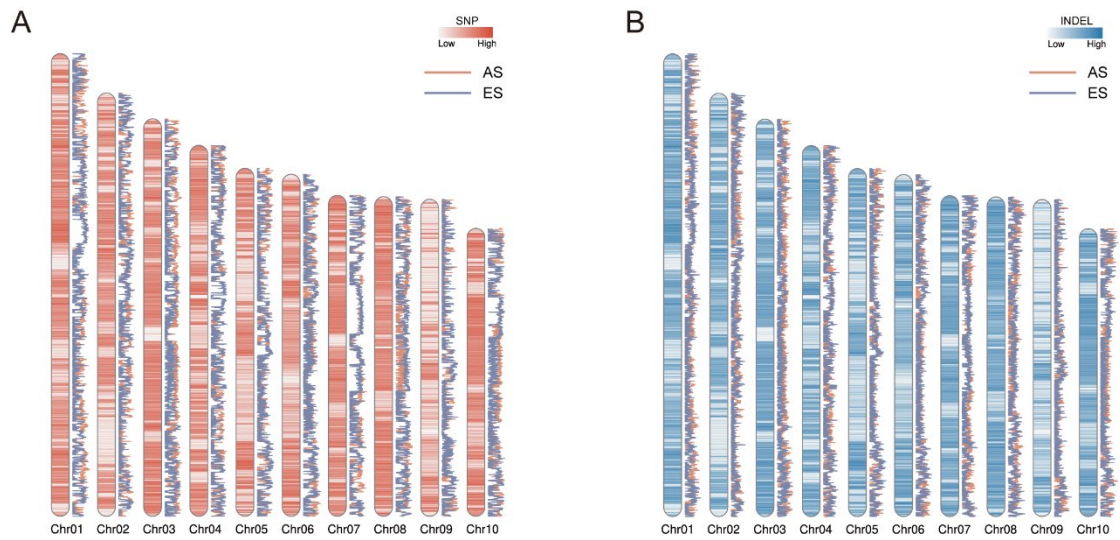 A
SNP
Low High
AS
ES
Chr01 Chr02 Chr03 Chr04 Chr05 Chr06 Chr07 Chr08 Chr09 Chr10
B
INDEL
Low High
AS
ES
Chr01 Chr02 Chr03 Chr04 Chr05 Chr06 Chr07 Chr08 Chr09 Chr10